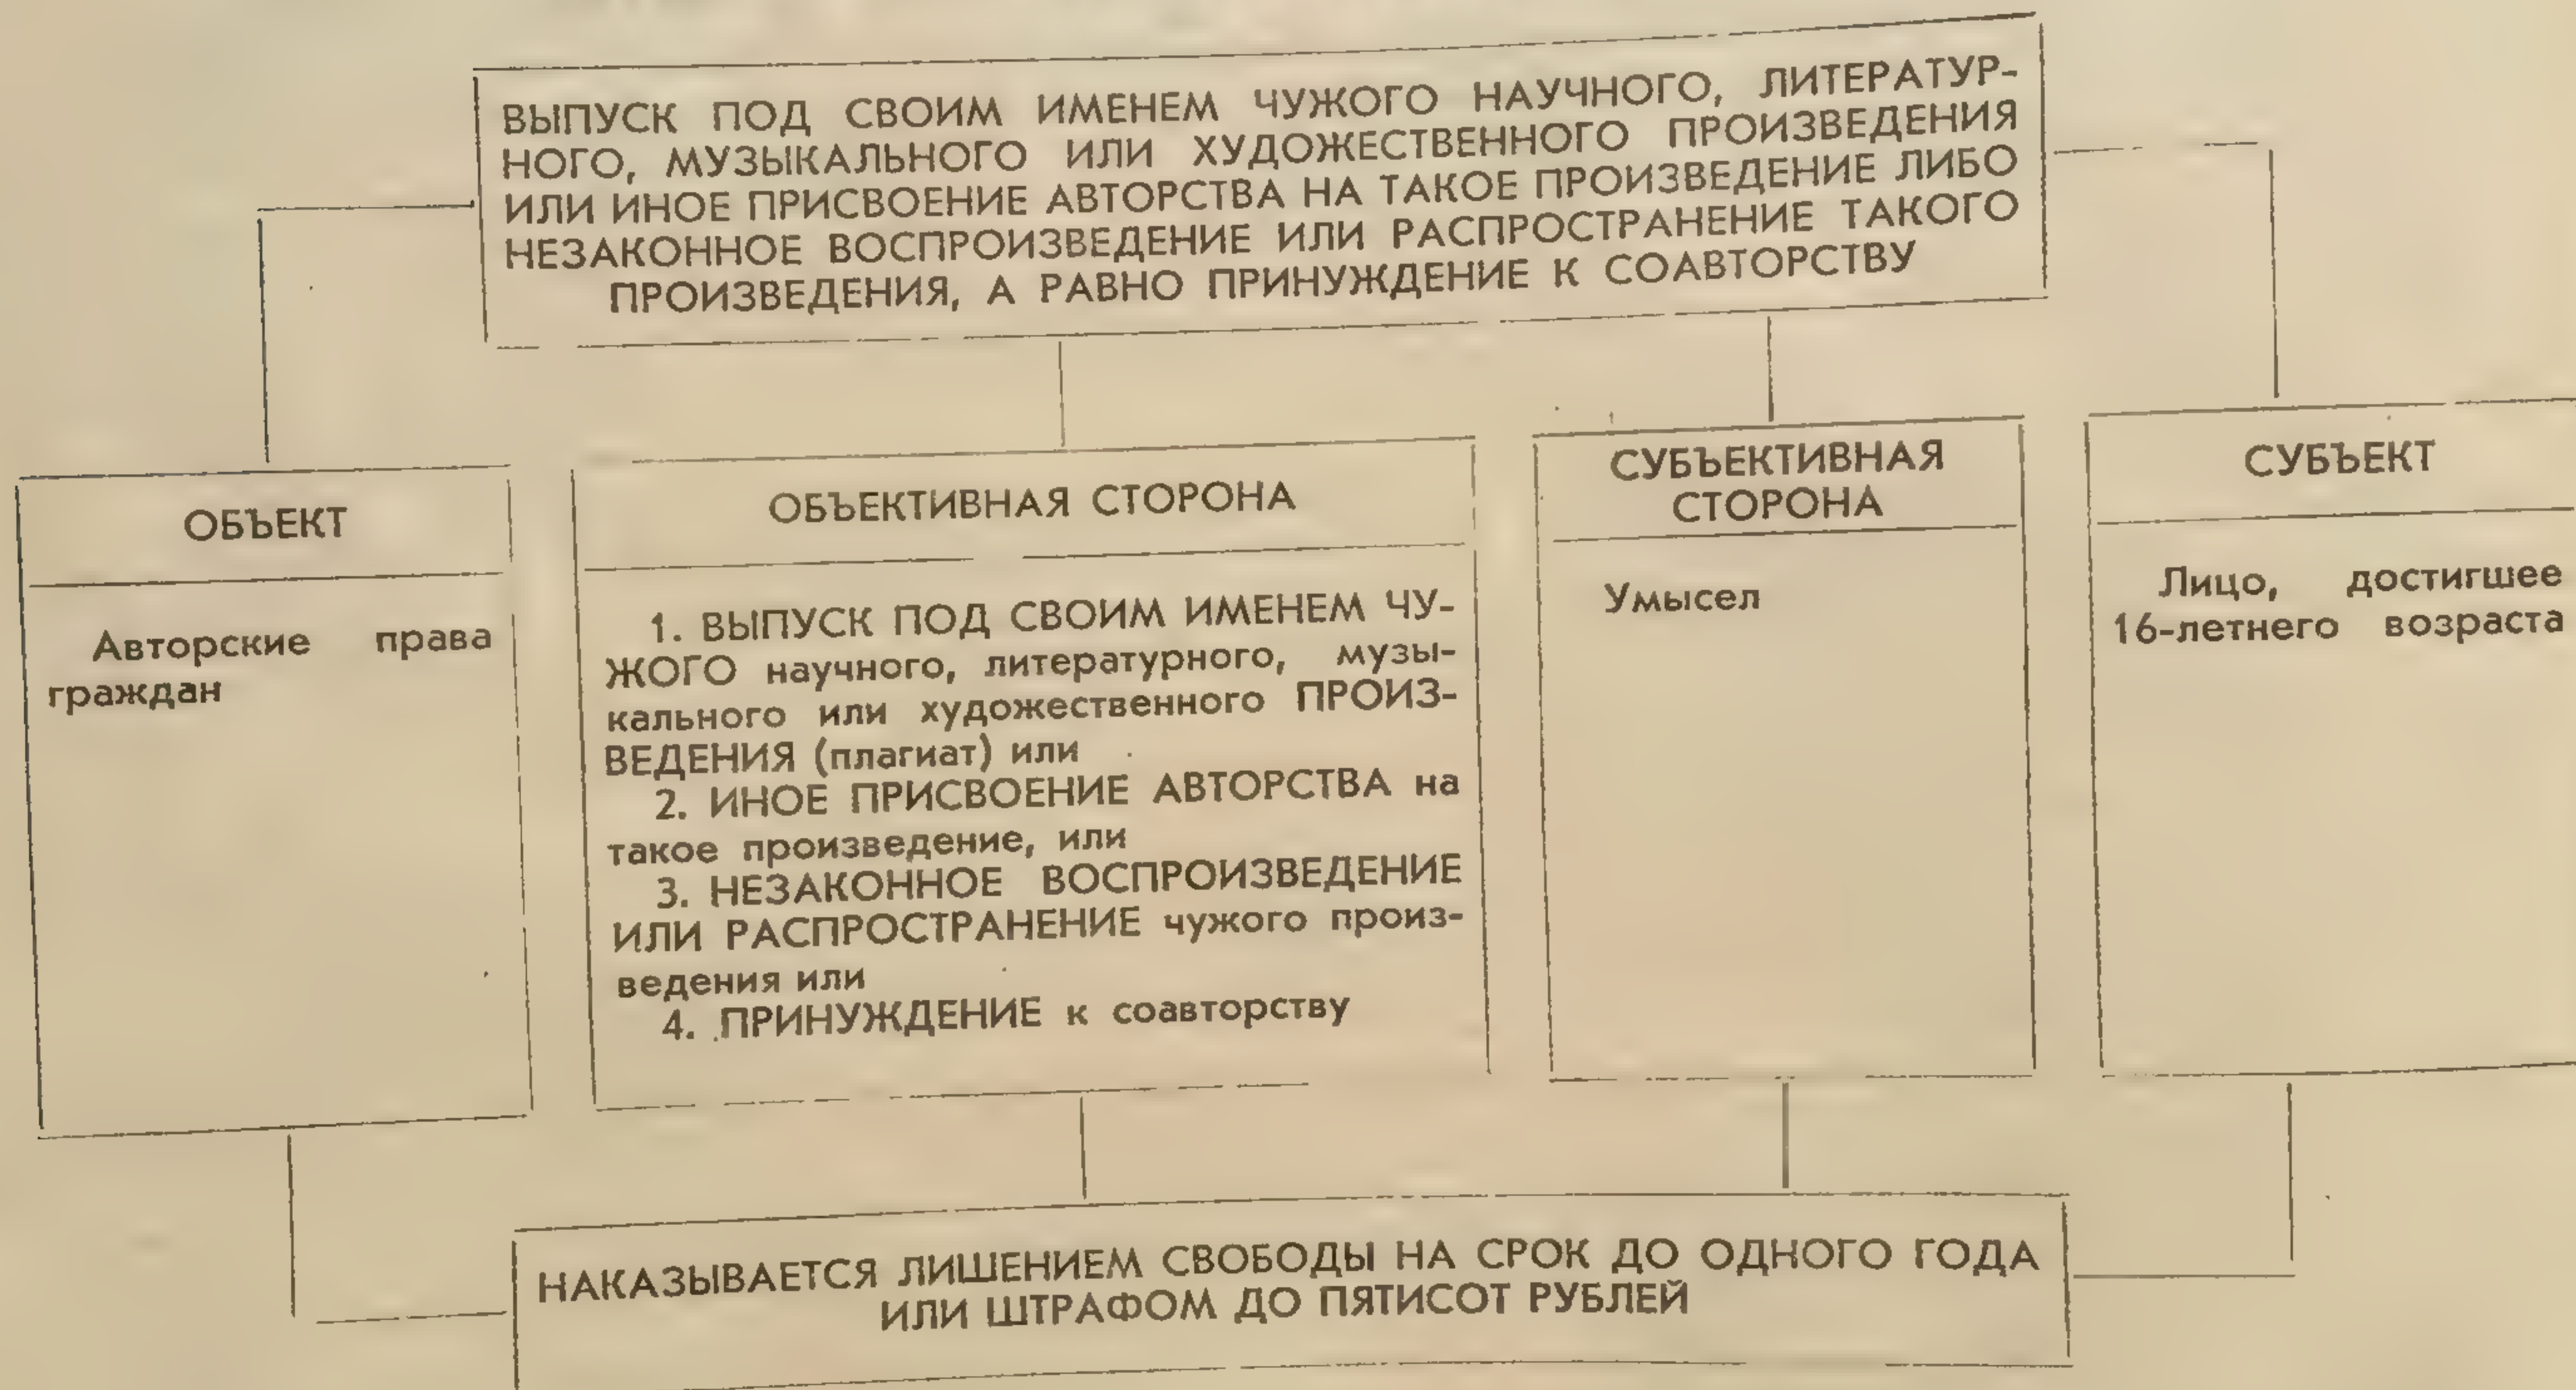 ВЫПУСК ПОД СВОИМ ИМЕНЕМ ЧУЖОГО НАУЧНОГО, ЛИТЕРАТУР-
НОГО, МУЗЫКАЛЬНОГО ИЛИ ХУДОЖЕСТВЕННОГО ПРОИЗВЕДЕНИЯ
ИЛИ ИНОЕ ПРИСВОЕНИЕ АВТОРСТВА НА ТАКОЕ ПРОИЗВЕДЕНИЕ ЛИБО
НЕЗАКОННОЕ ВОСПРОИЗВЕДЕНИЕ ИЛИ РАСПРОСТРАНЕНИЕ ТАКОГО
ПРОИЗВЕДЕНИЯ, А РАВНО ПРИНУЖДЕНИЕ К СОАВТОРСТВУ
ОБЪЕКТ
Авторские права
граждан
ОБЪЕКТИВНАЯ СТОРОНА
1. ВЫПУСК ПОД СВОИМ ИМЕНЕМ ЧУ-
ЖОГО научного, литературного, музы-
кального или художественного ПРОИЗ-
ВЕДЕНИЯ (плагиат) или
2. ИНОЕ ПРИСВОЕНИЕ АВТОРСТВА на
такое произведение, или
3. НЕЗАКОННОЕ ВОСПРОИЗВЕДЕНИЕ
ИЛИ РАСПРОСТРАНЕНИЕ чужого произ-
ведения или
4. ПРИНУЖДЕНИЕ к соавторству
СУБЪЕКТИВНАЯ
СТОРОНА
Умысел
СУБЪЕКТ
Лицо, достигшее
16-летнего возраста
НАКАЗЫВАЕТСЯ ЛИШЕНИЕМ СВОБОДЫ НА СРОК ДО ОДНОГО ГОДА
ИЛИ ШТРАФОМ ДО ПЯТИСОТ РУБЛЕЙ